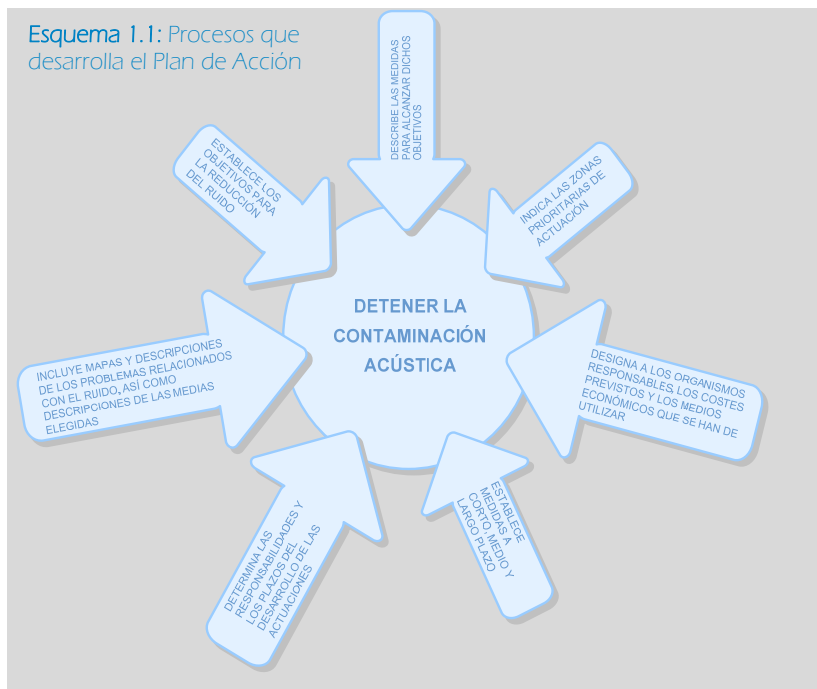 Esquema 1.1: Procesos que
desarrolla el Plan de Acción
DESCRIBE LAS MEDIDAS
PARA ALCANZAR DICHOS
OBJETIVOS
ESTABLECE LOS
OBJETIVOS PARA
LA REDUCCIÓN
DEL RUIDO
INDICA LAS ZONAS
PRIORITARIAS DE
ACTUACIÓN
DETENER LA
CONTAMINACIÓN
ACÚSTICA
INCLUYE MAPAS Y DESCRIPCIONES
DE LOS PROBLEMAS RELACIONADOS
CON EL RUIDO, ASÍ COMO
DESCRIPCIONES DE LAS MEDIAS
ELEGIDAS
DESIGNA A LOS ORGANISMOS
RESPONSABLES, LOS COSTES
PREVISTOS Y LOS MEDIOS
ECONÓMICOS QUE SE HAN DE
UTILIZAR
DETERMINA LAS
RESPONSABILIDADES Y
LOS PLAZOS DEL
DESARROLLO DE LAS
ACTUACIONES
ESTABLECE
MEDIDAS A
CORTO, MEDIO Y
LARGO PLAZO